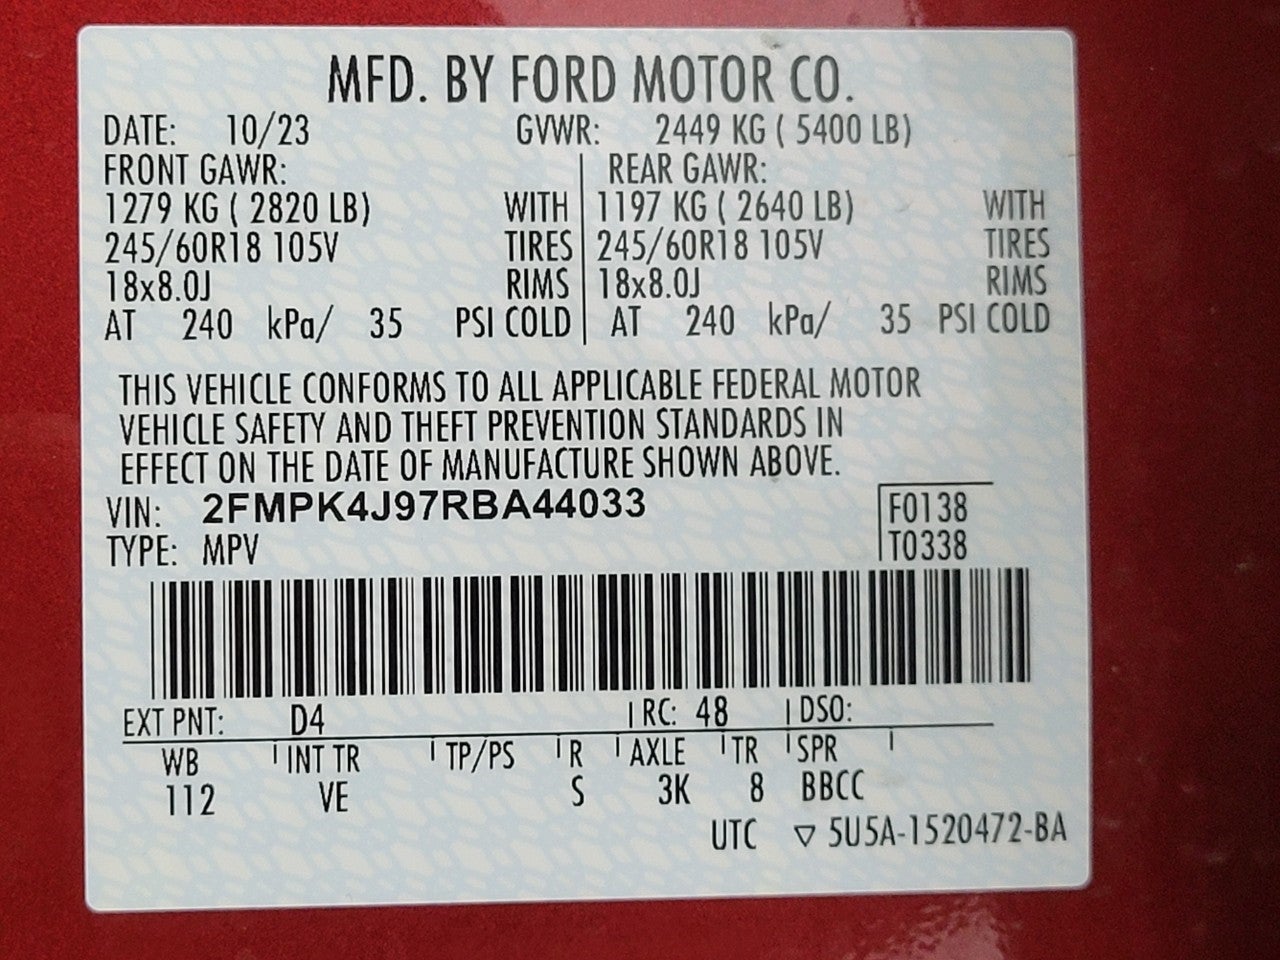 MFD. BY FORD MOTOR CO.
DATE: 10/23 GVWR: 2449 KG ( 5400 LB)
FRONT GAWR: REAR GAWR:
1279 KG ( 2820 LB) WITH 1197 KG ( 2640 LB) WITH
245/60R18 105V TIRES 245/60R18 105V TIRES
18x8.0J RIMS 18x8.0J RIMS
AT 240 kPa/ 35 PSI COLD AT 240 kPa/ 35 PSI COLD
THIS VEHICLE CONFORMS TO ALL APPLICABLE FEDERAL MOTOR
VEHICLE SAFETY AND THEFT PREVENTION STANDARDS IN
EFFECT ON THE DATE OF MANUFACTURE SHOWN ABOVE.
VIN: 2FMPK4J97RBA44033 F0138
TYPE: MPV T0338
EXT PNT: D4 RC: 48 DSO:
WB INT TR TP/PS R AXLE TR SPR
112 VE S 3K 8 BBCC
UTC ▽ 5U5A-1520472-BA